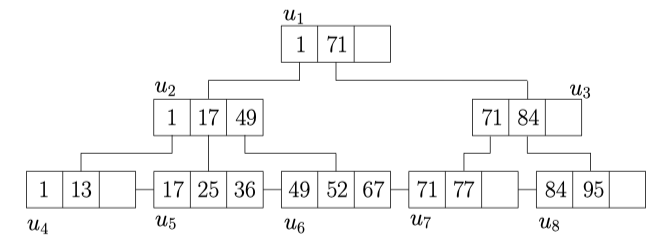 u₁
1 71
u₂ u₃
1 17 49 71 84
1 13 17 25 36 49 52 67 71 77 84 95
u₄ u₅ u₆ u₇ u₈